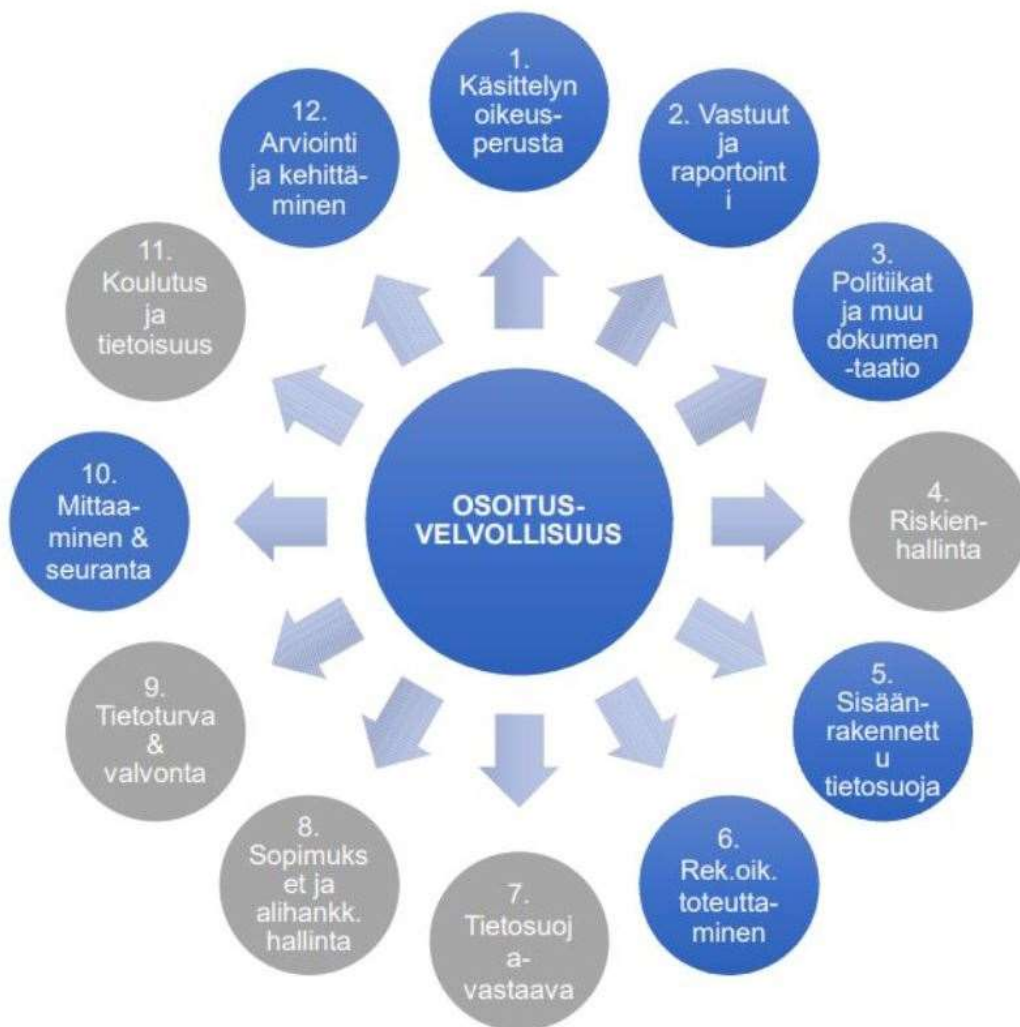 1.
Käsittelyn
oikeus-
perusta
2. Vastuut
ja
raportoint
i
3.
Politiikat
ja muu
dokumen
-taatio
4.
Riskien-
hallinta
5.
Sisään-
rakennett
u
tietosuoja
6.
Rek.oik.
toteutta-
minen
7.
Tietosuoj
a-
vastaava
8.
Sopimuks
et ja
alihankk.
hallinta
9.
Tietoturva
&
valvonta
10.
Mittaa-
minen &
seuranta
11.
Koulutus
ja
tietoisuus
12.
Arviointi
ja kehittä-
minen
OSOITUS-
VELVOLLISUUS